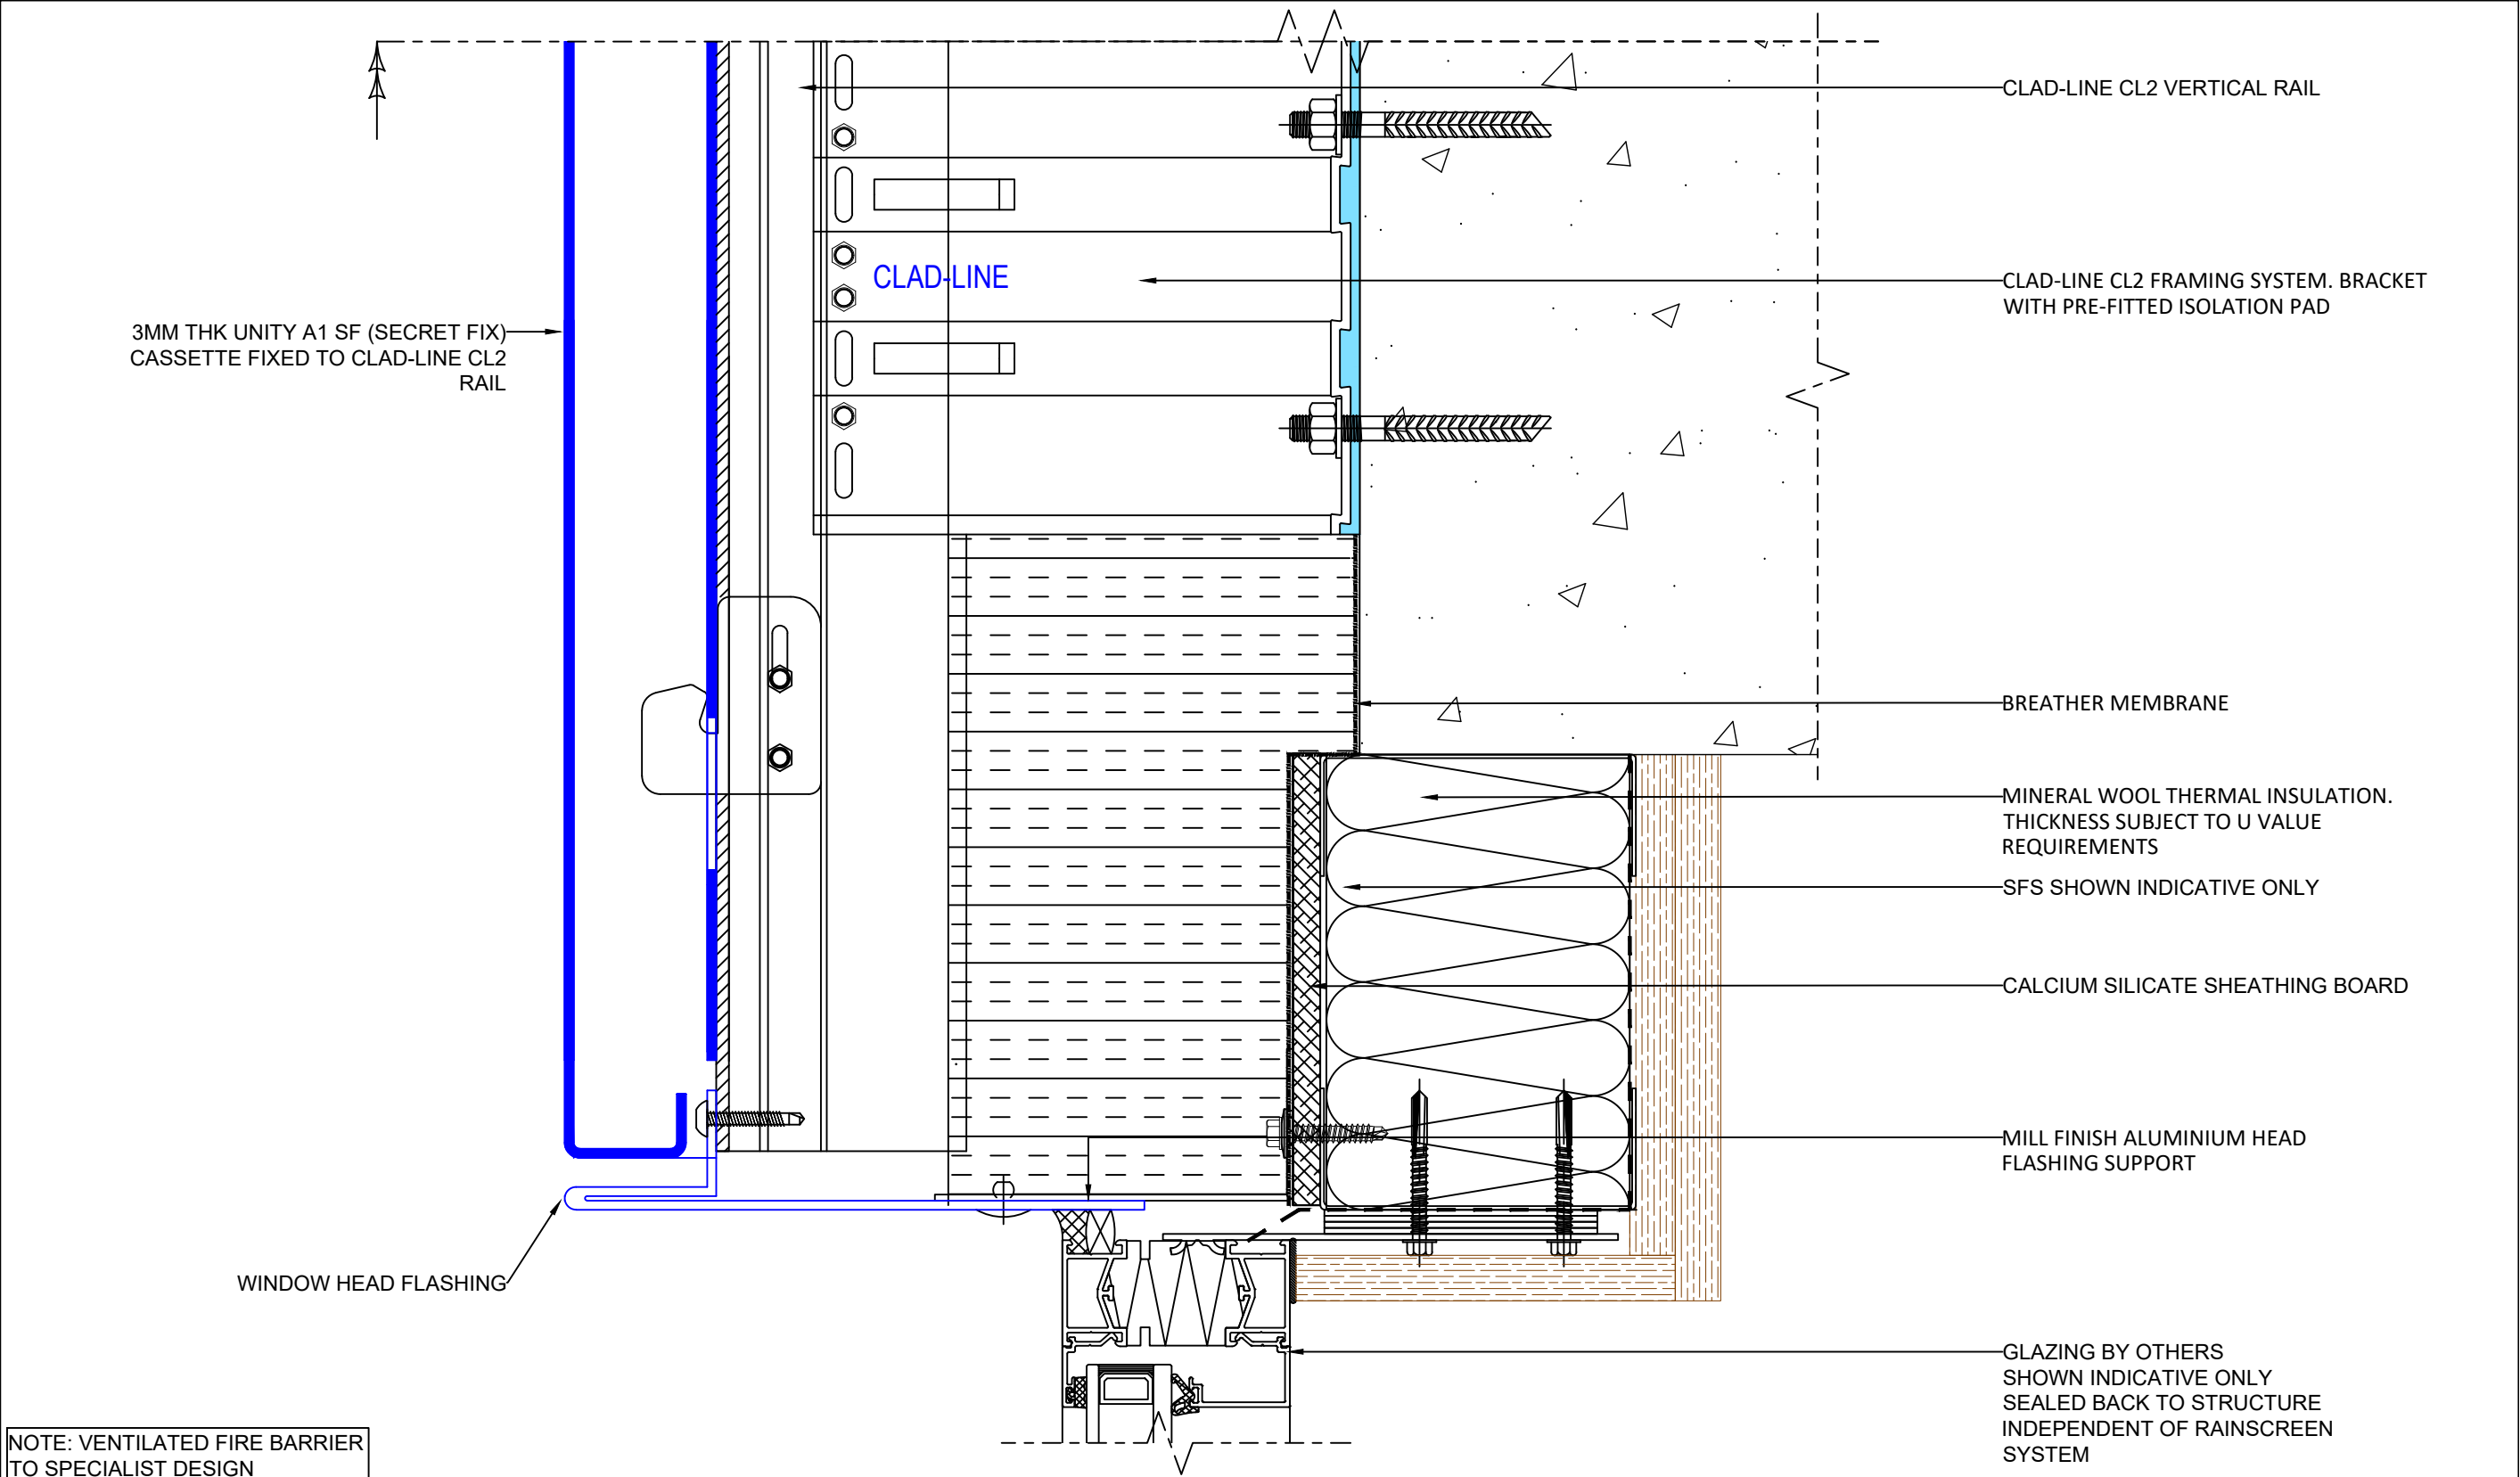 CLAD-LINE CL2 VERTICAL RAIL
CLAD-LINE
CLAD-LINE CL2 FRAMING SYSTEM. BRACKET
WITH PRE-FITTED ISOLATION PAD
3MM THK UNITY A1 SF (SECRET FIX)
CASSETTE FIXED TO CLAD-LINE CL2
RAIL
BREATHER MEMBRANE
MINERAL WOOL THERMAL INSULATION.
THICKNESS SUBJECT TO U VALUE
REQUIREMENTS
SFS SHOWN INDICATIVE ONLY
CALCIUM SILICATE SHEATHING BOARD
MILL FINISH ALUMINIUM HEAD
FLASHING SUPPORT
WINDOW HEAD FLASHING
GLAZING BY OTHERS
SHOWN INDICATIVE ONLY
SEALED BACK TO STRUCTURE
INDEPENDENT OF RAINSCREEN
SYSTEM
NOTE: VENTILATED FIRE BARRIER
TO SPECIALIST DESIGN